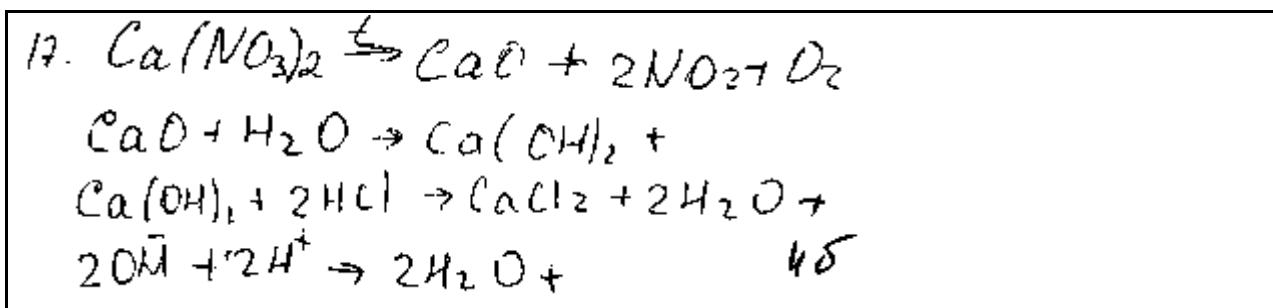 17. Ca(NO₃)₂ →ᵗ CaO + 2NO₂ + O₂
CaO + H₂O → Ca(OH)₂ +
Ca(OH)₂ + 2HCl → CaCl₂ + 2H₂O +
2OH⁻ + 2H⁺ → 2H₂O + 4б